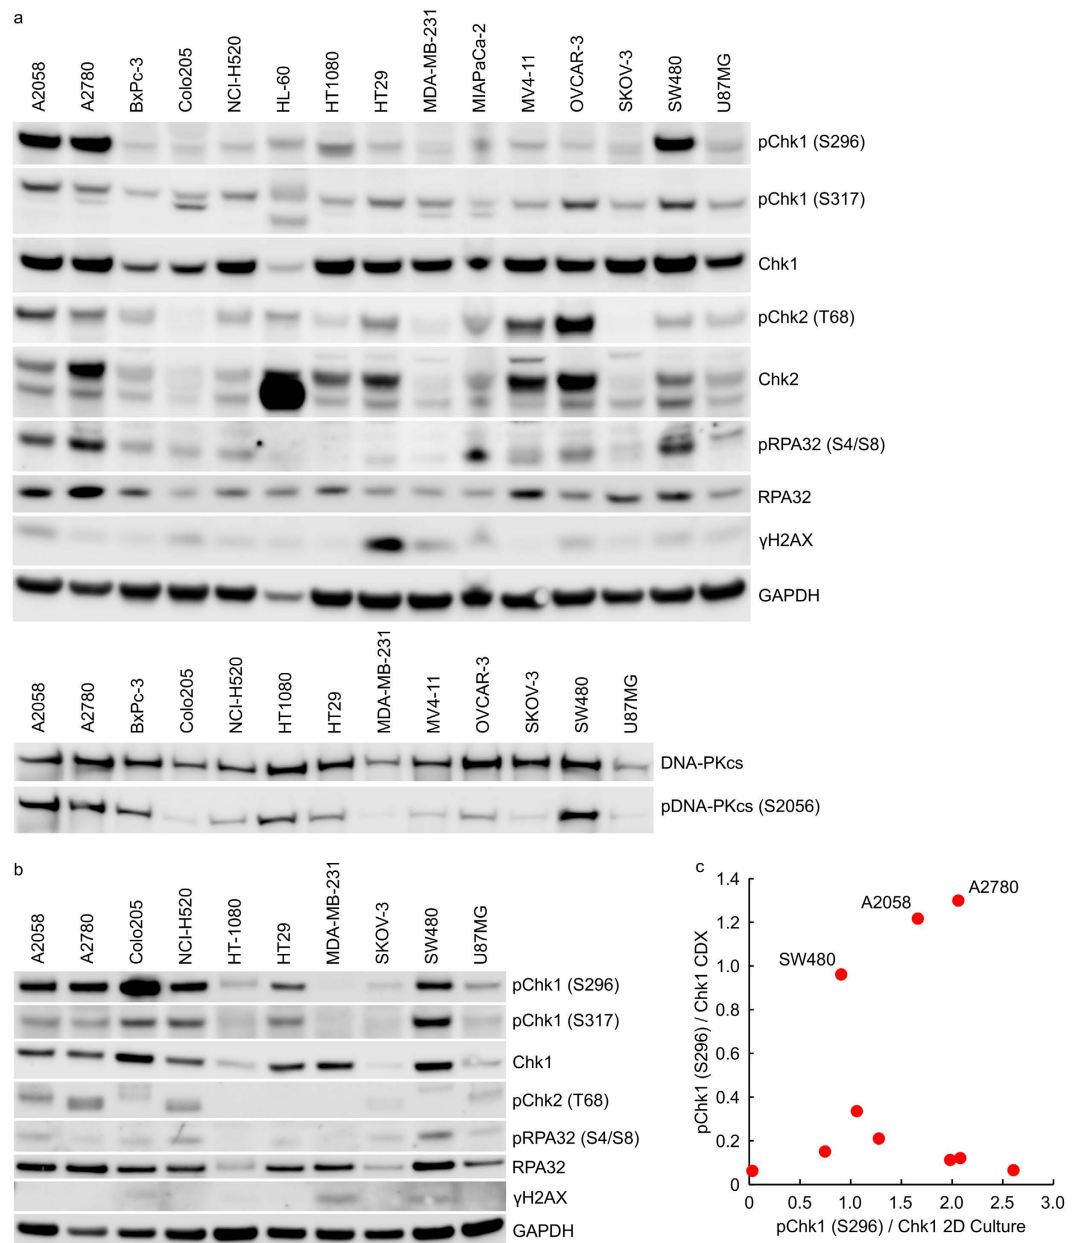 a
A2058
A2780
BxPc-3
Colo205
NCI-H520
HL-60
HT1080
HT29
MDA-MB-231
MIAPaCa-2
MV4-11
OVCAR-3
SKOV-3
SW480
U87MG
pChk1 (S296)
pChk1 (S317)
Chk1
pChk2 (T68)
Chk2
pRPA32 (S4/S8)
RPA32
γH2AX
GAPDH
A2058
A2780
BxPc-3
Colo205
NCI-H520
HT1080
HT29
MDA-MB-231
MV4-11
OVCAR-3
SKOV-3
SW480
U87MG
DNA-PKcs
pDNA-PKcs (S2056)
b
A2058
A2780
Colo205
NCI-H520
HT-1080
HT29
MDA-MB-231
SKOV-3
SW480
U87MG
pChk1 (S296)
pChk1 (S317)
Chk1
pChk2 (T68)
pRPA32 (S4/S8)
RPA32
γH2AX
GAPDH
c
pChk1 (S296) / Chk1 CDX
1.4
1.2
1.0
0.8
0.6
0.4
0.2
0
A2780
A2058
SW480
0
0.5
1.0
1.5
2.0
2.5
3.0
pChk1 (S296) / Chk1 2D Culture